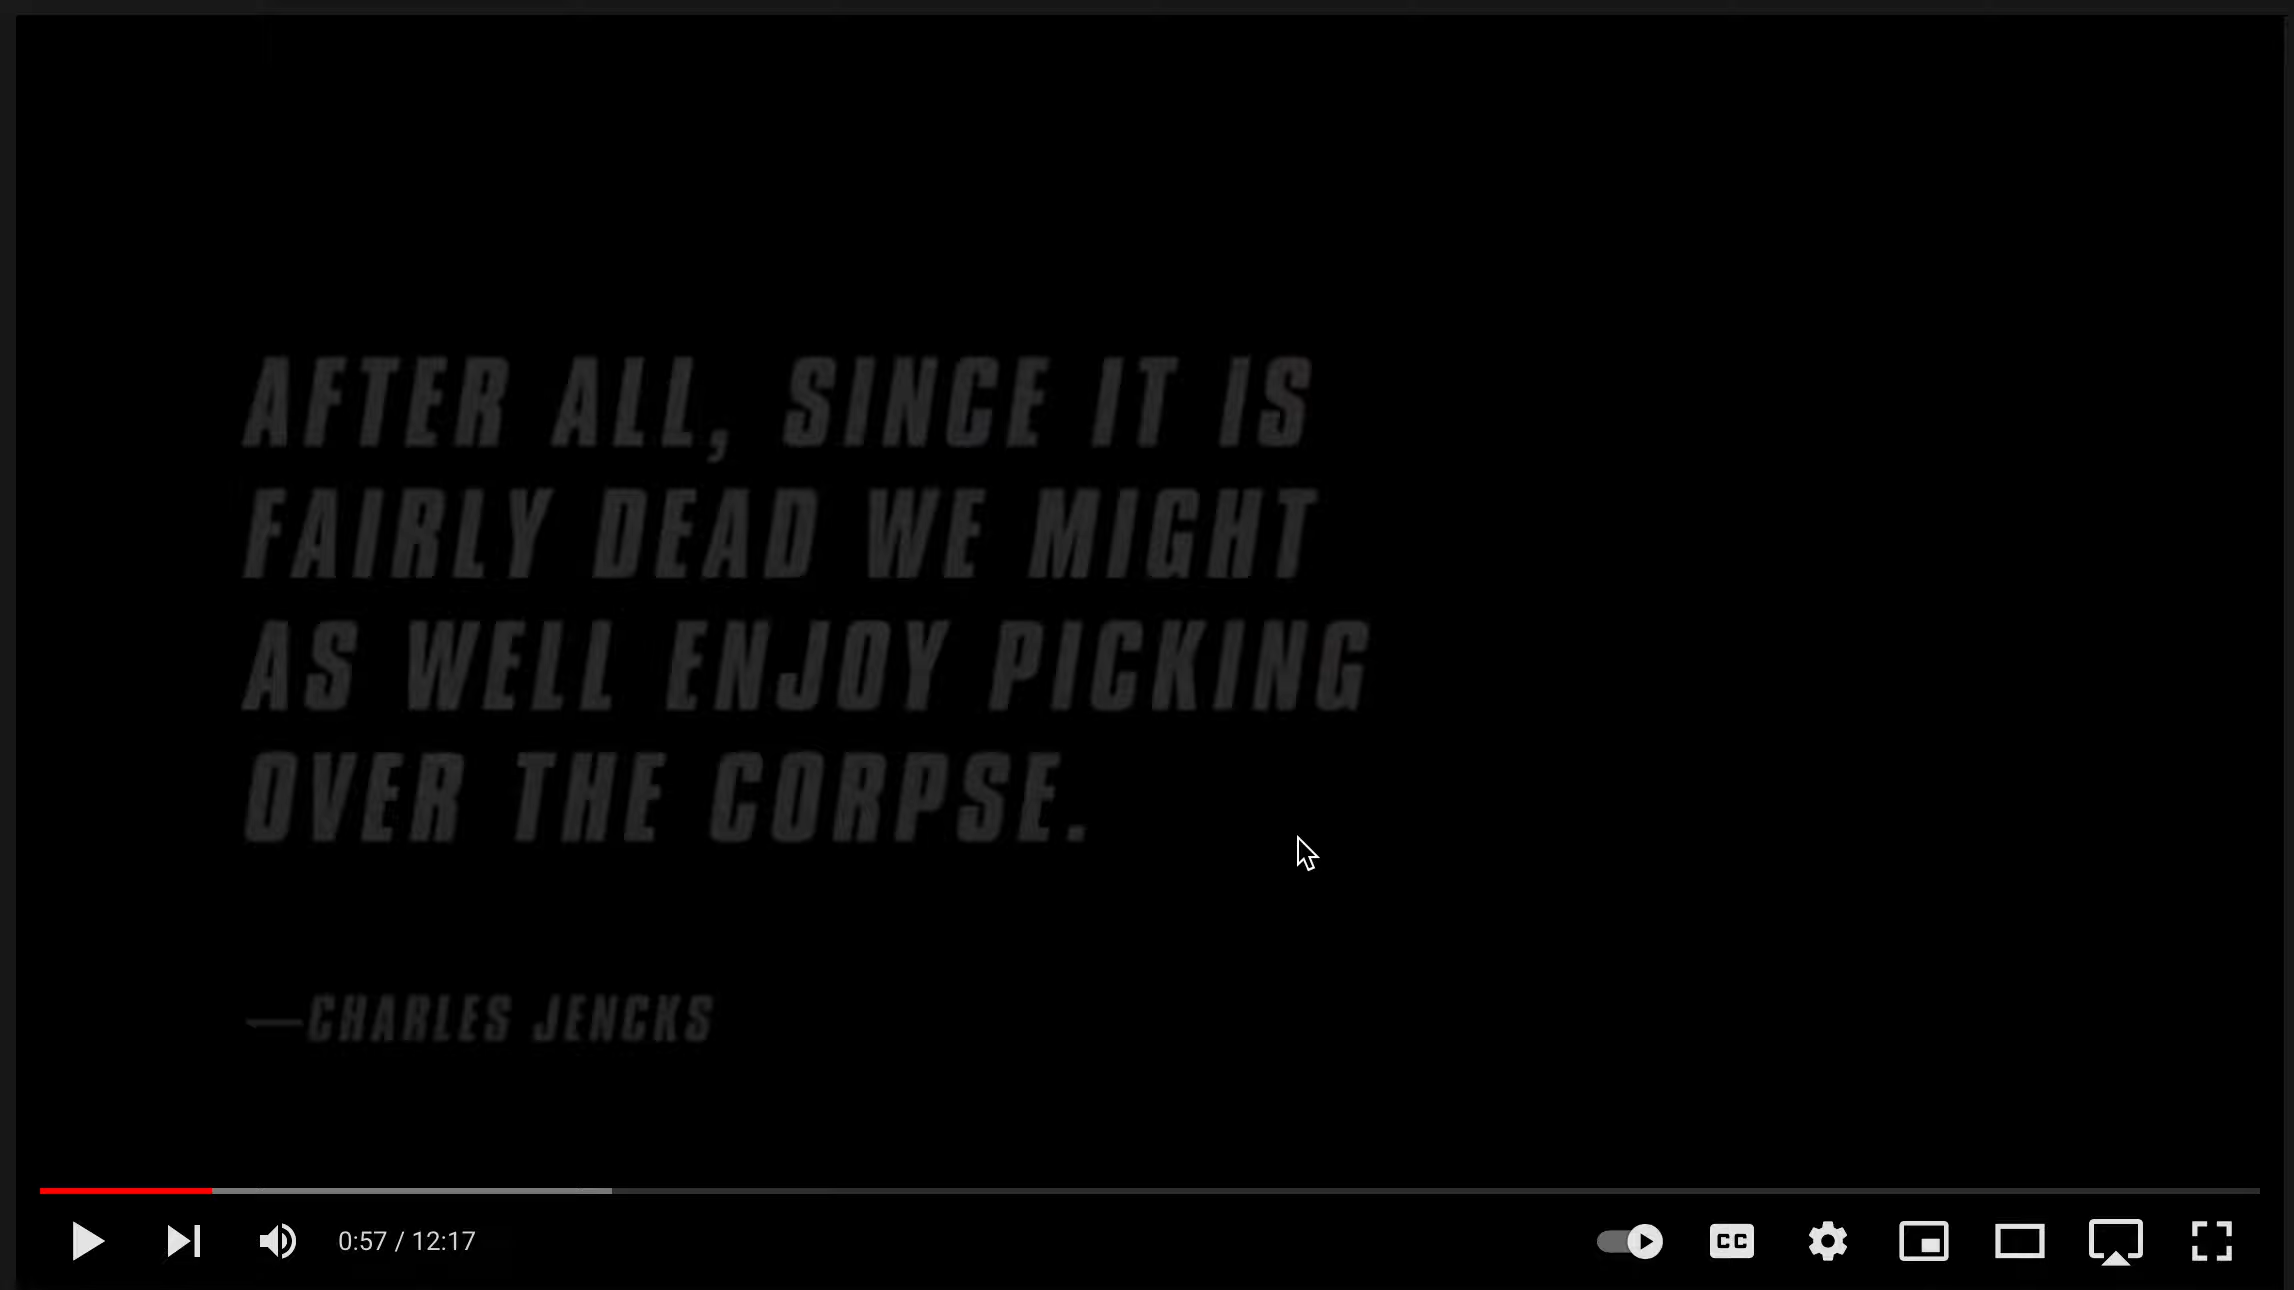 AFTER ALL, SINCE IT IS
FAIRLY DEAD WE MIGHT
AS WELL ENJOY PICKING
OVER THE CORPSE.
—CHARLES JENCKS
0:57 / 12:17
CC